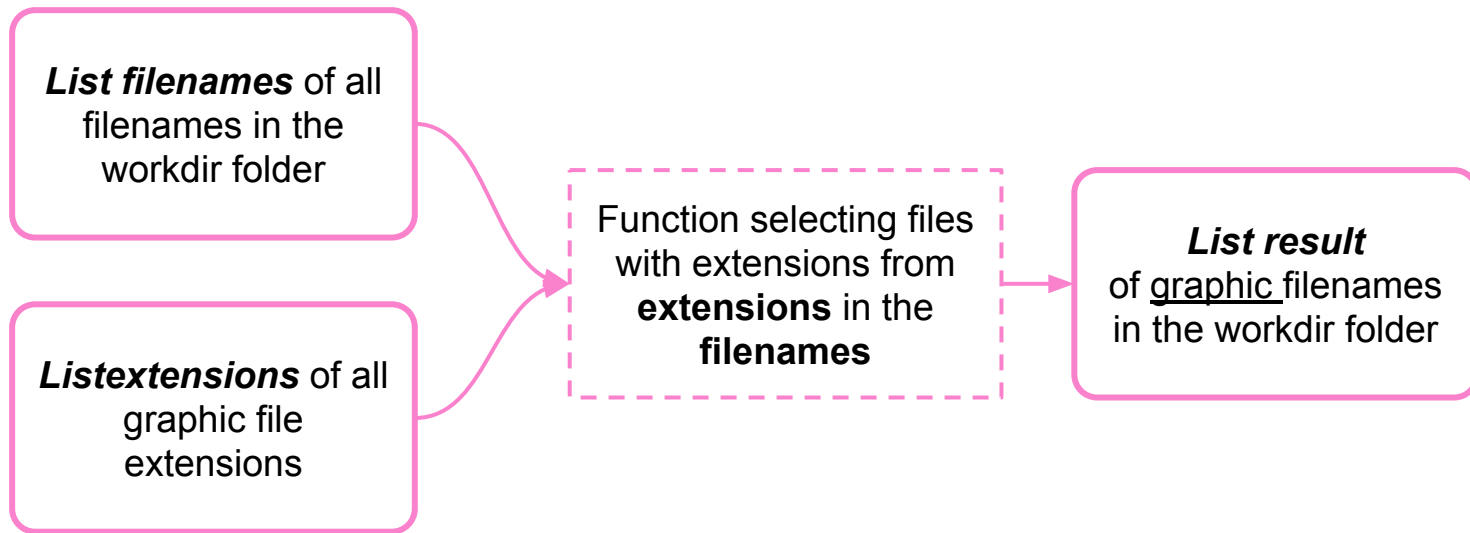 List filenames of all
filenames in the
workdir folder
Listextensions of all
graphic file
extensions
Function selecting files
with extensions from
extensions in the
filenames
List result
of graphic filenames
in the workdir folder